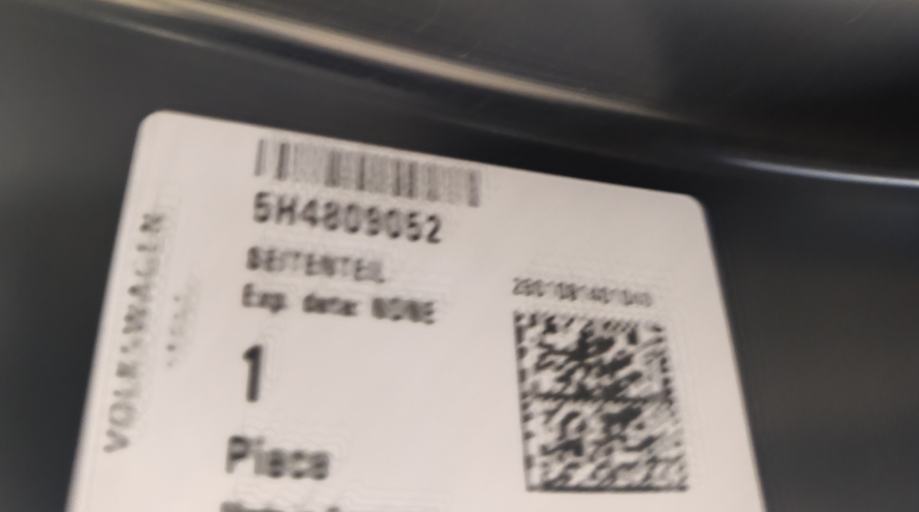 5H4809052
SEITENTEIL
Exp. date: NONE
1
Piece
VOLKSWAGEN